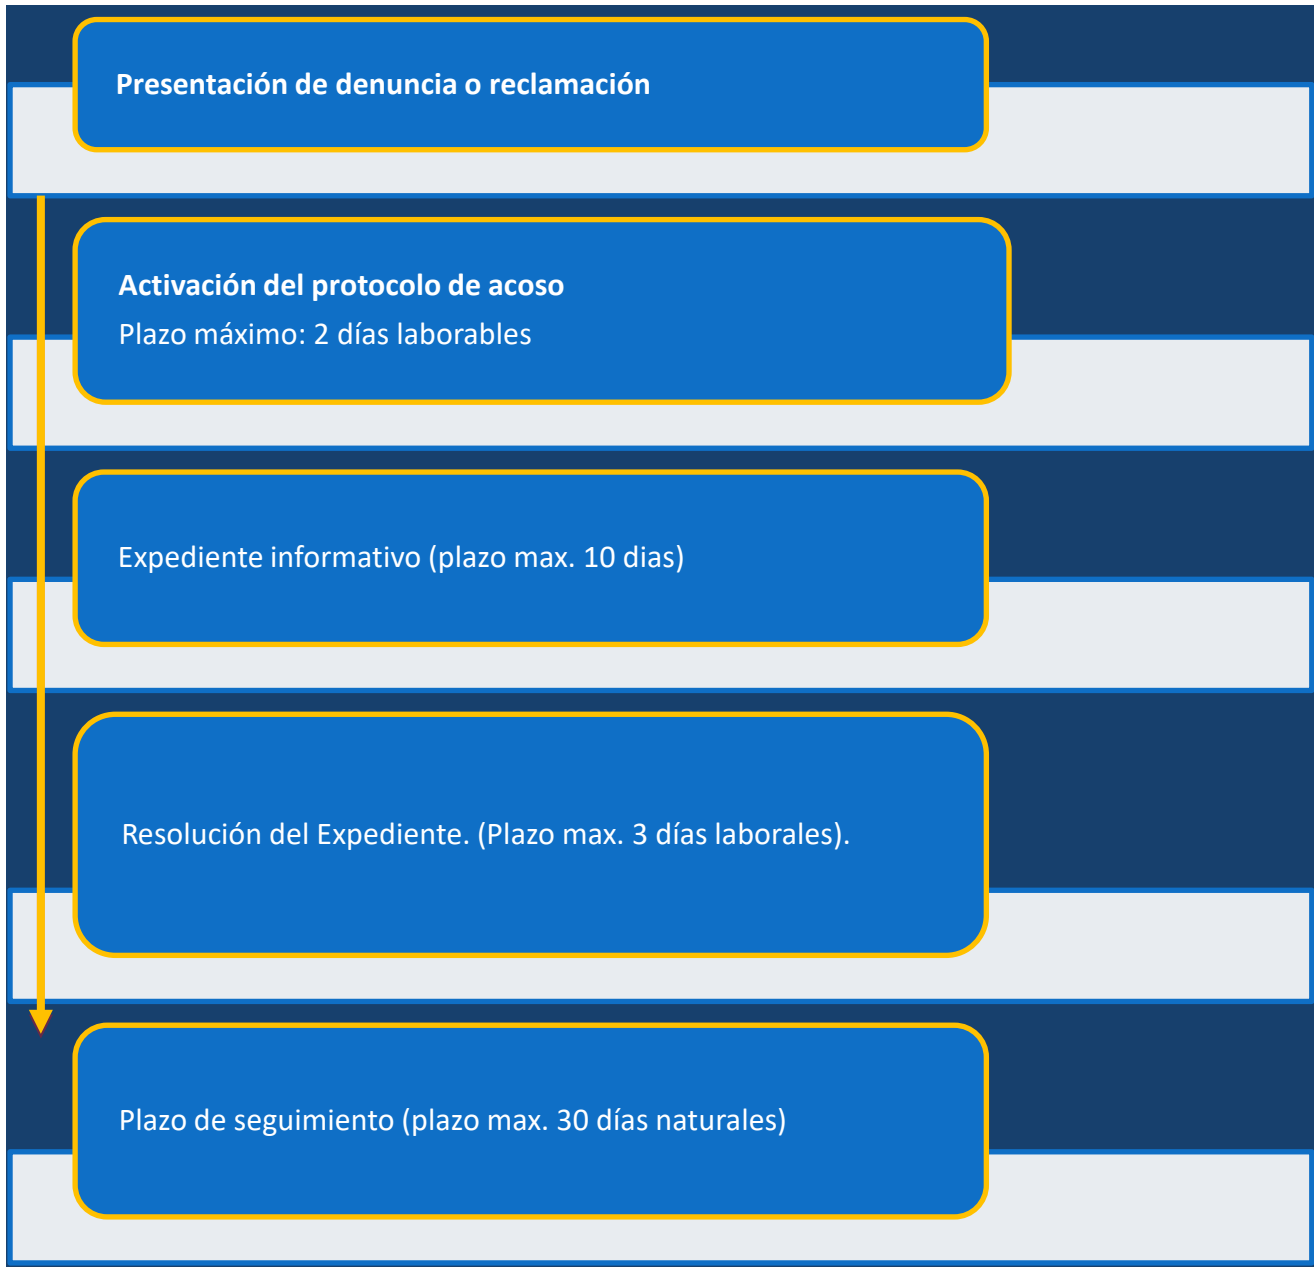 Presentación de denuncia o reclamación
Activación del protocolo de acoso
Plazo máximo: 2 días laborables
Expediente informativo (plazo max. 10 dias)
Resolución del Expediente. (Plazo max. 3 días laborales).
Plazo de seguimiento (plazo max. 30 días naturales)